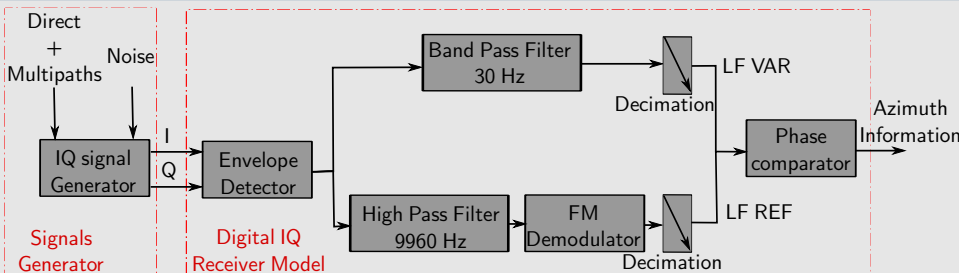 Direct
+
Multipaths
Noise
IQ signal
Generator
I
Q
Signals
Generator
Envelope
Detector
Digital IQ
Receiver Model
Band Pass Filter
30 Hz
Decimation
LF VAR
High Pass Filter
9960 Hz
FM
Demodulator
Decimation
LF REF
Phase
comparator
Azimuth
Information